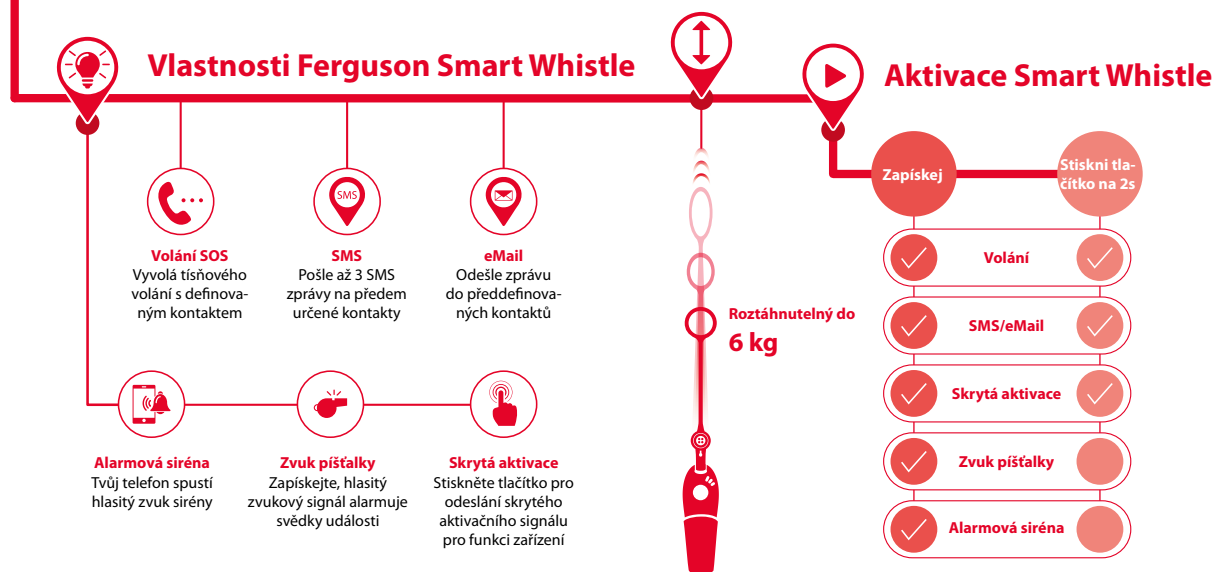 Vlastnosti Ferguson Smart Whistle
Volání SOS
Vyvolá tísňového
volání s definova-
ným kontaktem
SMS
SMS
Pošle až 3 SMS
zprávy na předem
určené kontakty
eMail
Odešle zprávu
do předdefinova-
ných kontaktů
Alarmová siréna
Tvůj telefon spustí
hlasitý zvuk sirény
Zvuk píšťalky
Zapískejte, hlasitý
zvukový signál alarmuje
svědky události
Skrytá aktivace
Stiskněte tlačítko pro
odeslání skrytého
aktivačního signálu
pro funkci zařízení
Roztáhnutelný do
6 kg
Aktivace Smart Whistle
Zapískej
Stiskni tla-
čítko na 2s
Volání
SMS/eMail
Skrytá aktivace
Zvuk píšťalky
Alarmová siréna